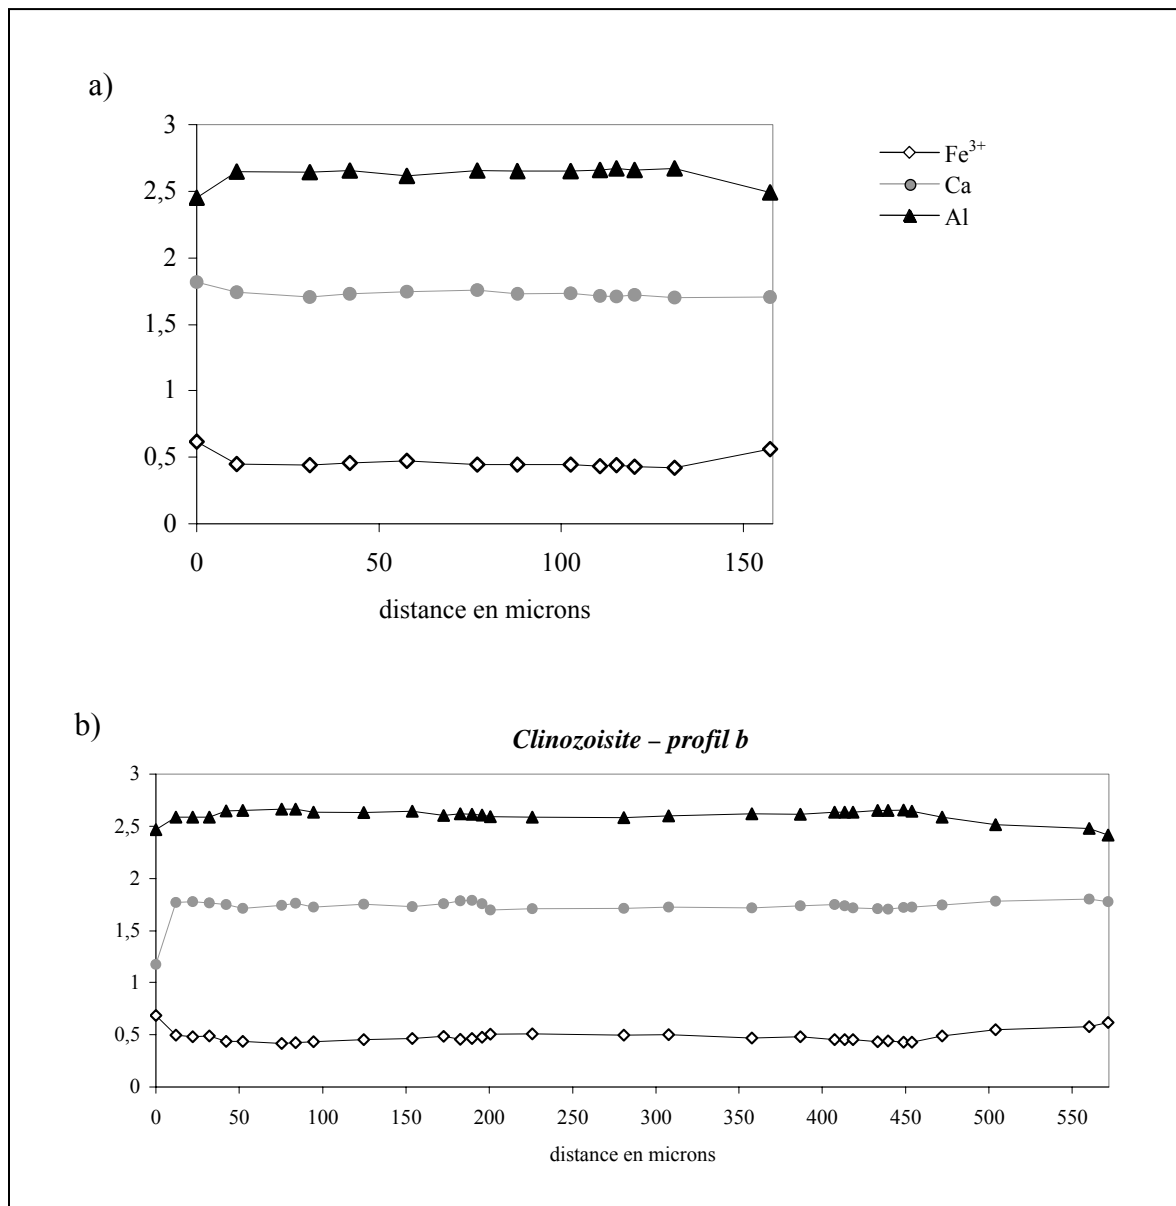 a)
3
2,5
2
1,5
1
0,5
0
0 50 100 150
distance en microns
Fe³⁺
Ca
Al
b)
Clinozoisite – profil b
3
2,5
2
1,5
1
0,5
0
0 50 100 150 200 250 300 350 400 450 500 550
distance en microns